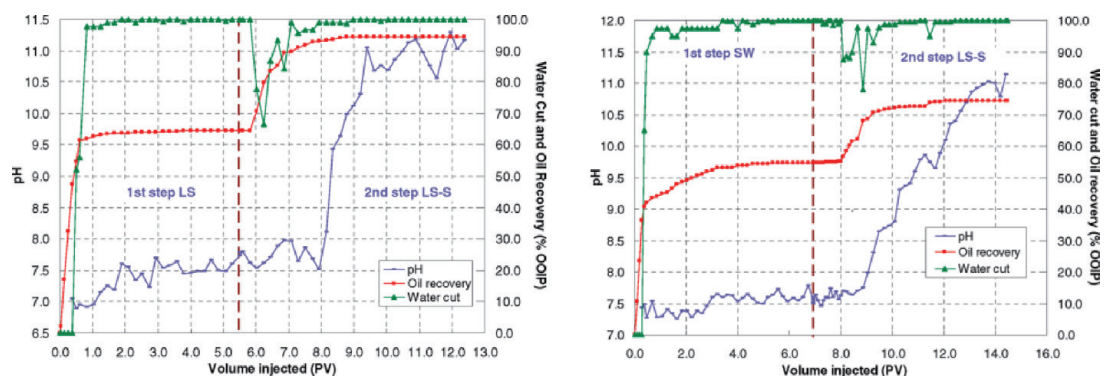 11.5
11.0
10.5
10.0
9.5
9.0
8.5
8.0
7.5
7.0
6.5
pH
100.0
90.0
80.0
70.0
60.0
50.0
40.0
30.0
20.0
10.0
0.0
Water Cut and Oil Recovery (% OOIP)
1st step LS
2nd step LS-S
pH
Oil recovery
Water cut
0.0 1.0 2.0 3.0 4.0 5.0 6.0 7.0 8.0 9.0 10.0 11.0 12.0 13.0
Volume injected (PV)
12.0
11.5
11.0
10.5
10.0
9.5
9.0
8.5
8.0
7.5
7.0
pH
100.0
90.0
80.0
70.0
60.0
50.0
40.0
30.0
20.0
10.0
0.0
Water cut and Oil Recovery (% OOIP)
1st step SW
2nd step LS-S
pH
Oil recovery
Water cut
0.0 2.0 4.0 6.0 8.0 10.0 12.0 14.0 16.0
Volume injected (PV)